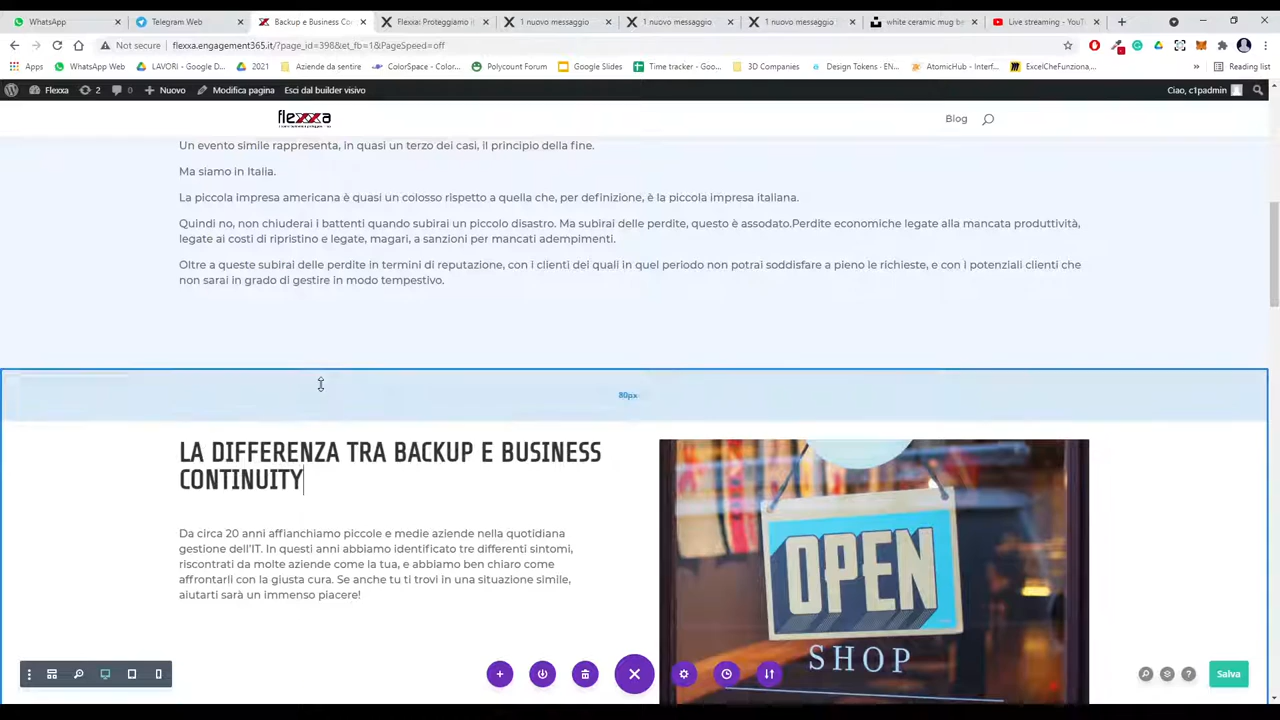 WhatsApp
Telegram Web
Backup e Business Co
Flexxa: Proteggiamo i
1 nuovo messaggio
1 nuovo messaggio
1 nuovo messaggio
white ceramic mug be
Live streaming - YouT
Not secure
flexxa.engagement365.it/?page_id=398&et_fb=1&PageSpeed=off
Apps
WhatsApp Web
LAVORI - Google D...
2021
Aziende da sentire
ColorSpace - Color...
Polycount Forum
Google Slides
Time tracker - Goo...
3D Companies
Design Tokens - EN...
AtomicHub - Interf...
ExcelCheFunziona,...
Reading list
Flexxa
2
0
Nuovo
Modifica pagina
Esci dal builder visivo
Ciao, c1padmin
flexxa
Blog
Un evento simile rappresenta, in quasi un terzo dei casi, il principio della fine.
Ma siamo in Italia.
La piccola impresa americana è quasi un colosso rispetto a quella che, per definizione, è la piccola impresa italiana.
Quindi no, non chiuderai i battenti quando subirai un piccolo disastro. Ma subirai delle perdite, questo è assodato.Perdite economiche legate alla mancata produttività,
legate ai costi di ripristino e legate, magari, a sanzioni per mancati adempimenti.
Oltre a queste subirai delle perdite in termini di reputazione, con i clienti dei quali in quel periodo non potrai soddisfare a pieno le richieste, e con i potenziali clienti che
non sarai in grado di gestire in modo tempestivo.
80px
LA DIFFERENZA TRA BACKUP E BUSINESS
CONTINUITY
Da circa 20 anni affianchiamo piccole e medie aziende nella quotidiana
gestione dell'IT. In questi anni abbiamo identificato tre differenti sintomi,
riscontrati da molte aziende come la tua, e abbiamo ben chiaro come
affrontarli con la giusta cura. Se anche tu ti trovi in una situazione simile,
aiutarti sarà un immenso piacere!
OPEN
SHOP
Salva